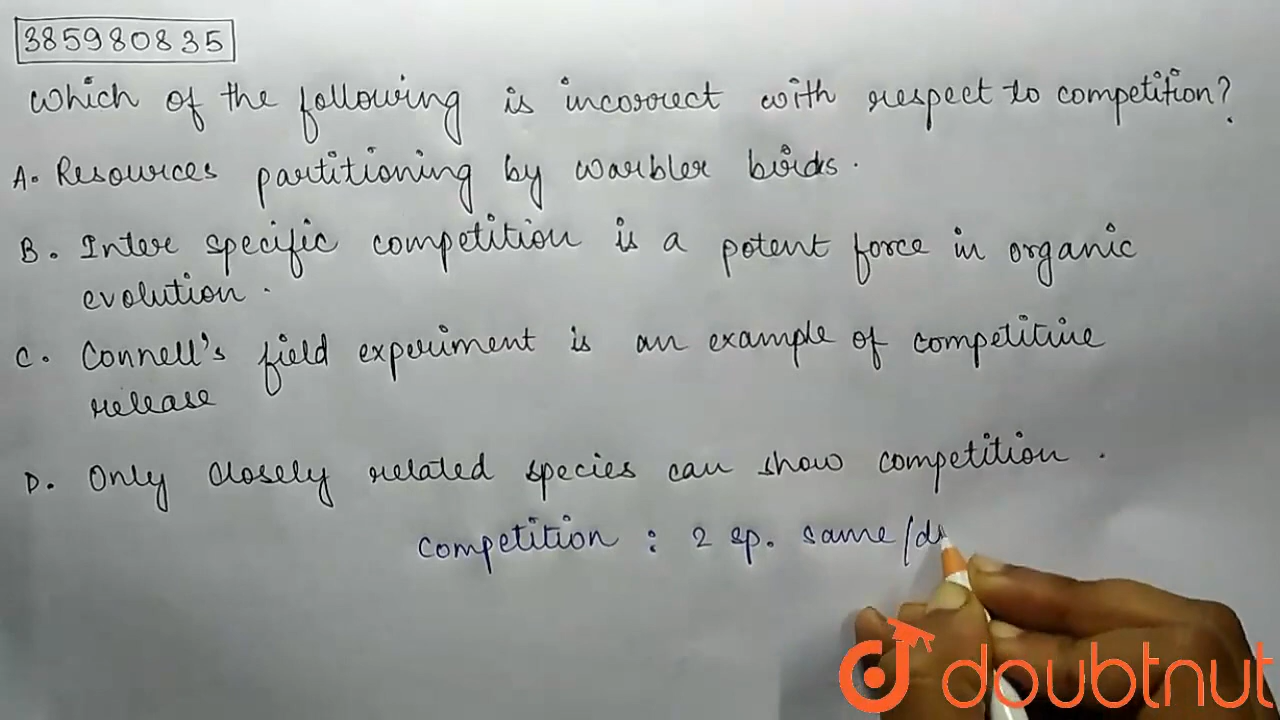 385980835
Which of the following is incorrect with respect to competition?
A. Resources partitioning by warbler birds.
B. Inter specific competition is a potent force in organic
evolution.
C. Connell's field experiment is an example of competitive
release
D. Only closely related species can show competition.
competition : 2 sp. same/di
doubtnut